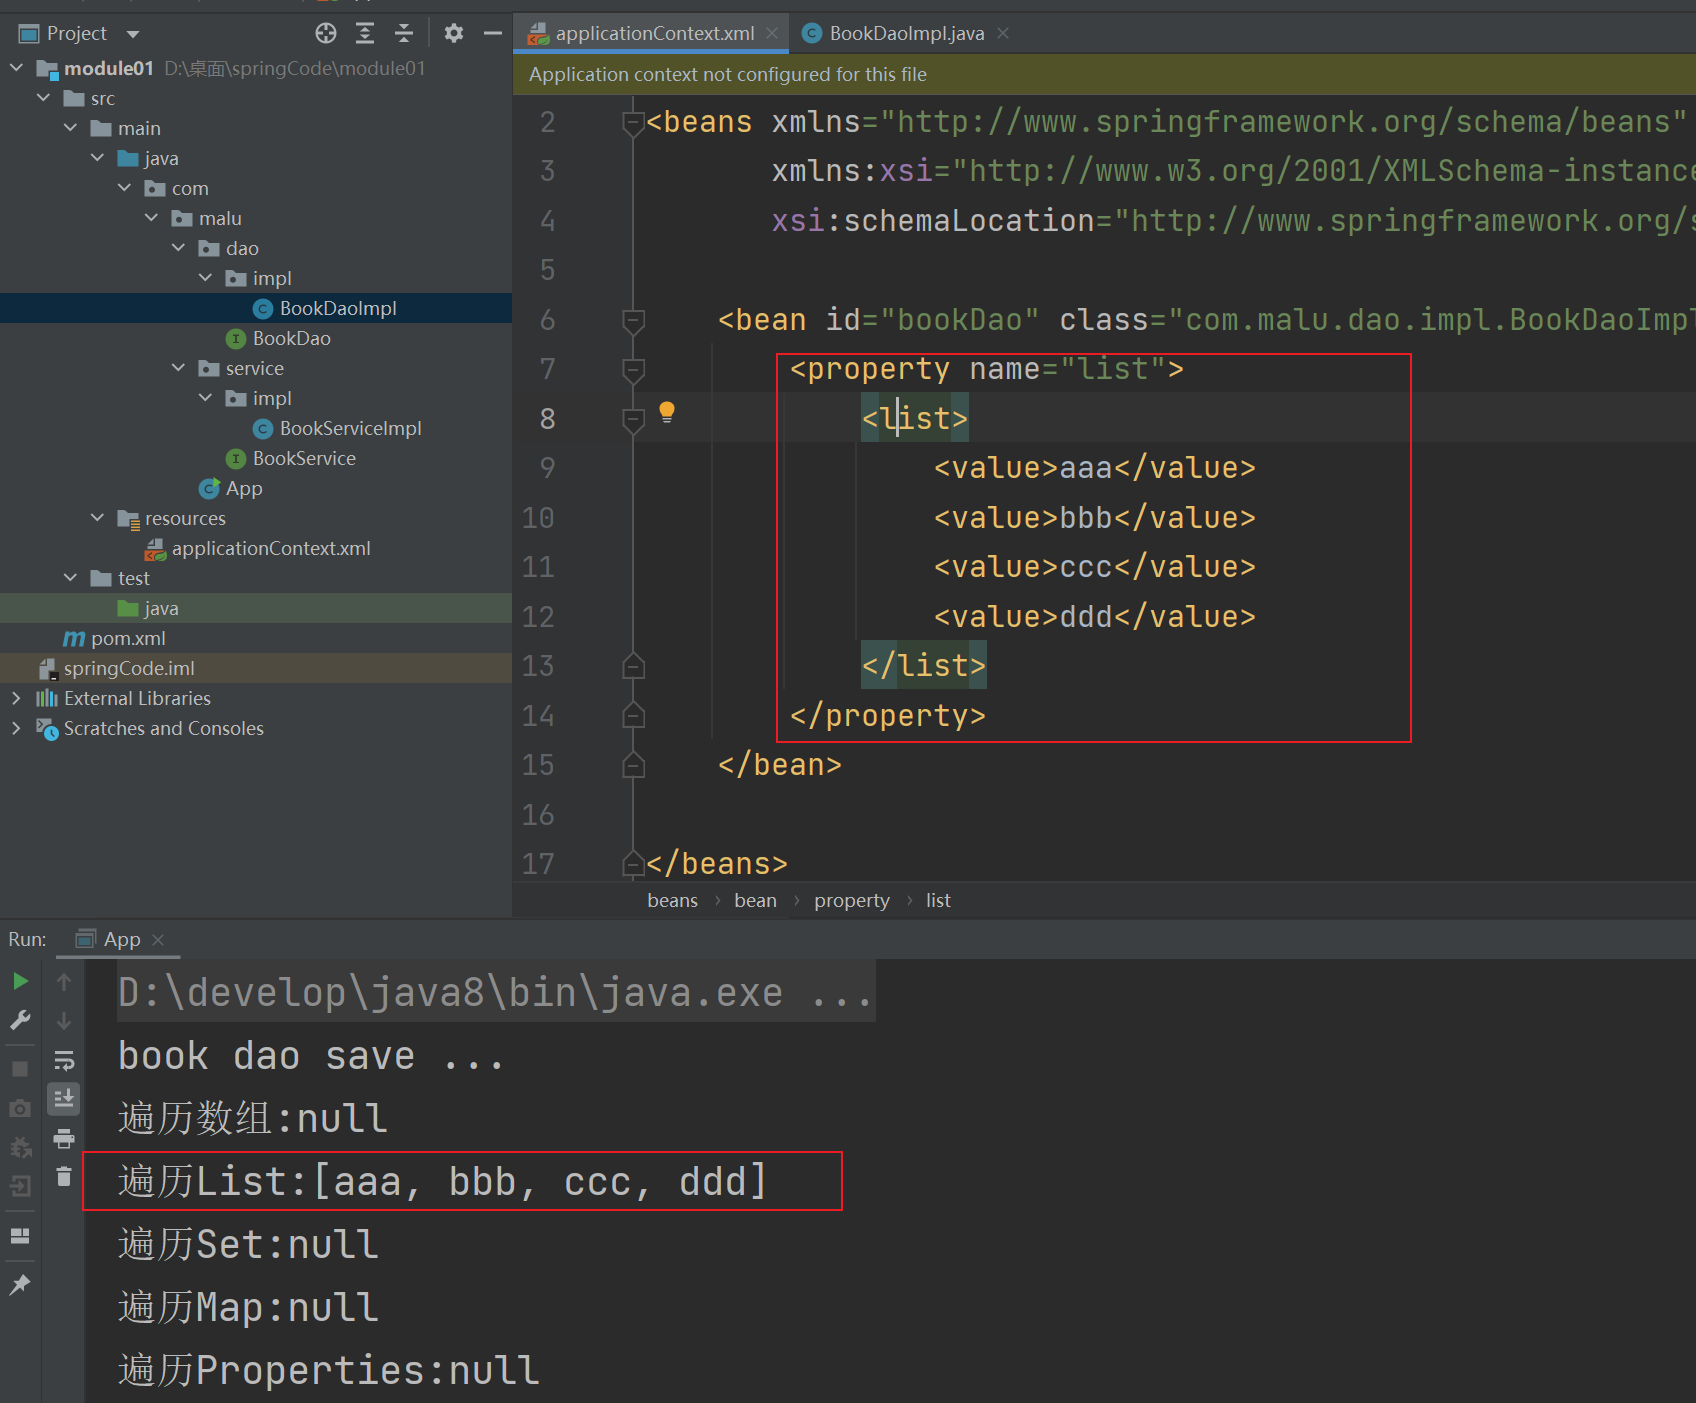 Project
module01 D:\桌面\springCode\module01
src
main
java
com
malu
dao
impl
BookDaoImpl
BookDao
service
impl
BookServiceImpl
BookService
App
resources
applicationContext.xml
test
java
pom.xml
springCode.iml
External Libraries
Scratches and Consoles
applicationContext.xml
BookDaoImpl.java
Application context not configured for this file
2 <beans xmlns="http://www.springframework.org/schema/beans"
3 xmlns:xsi="http://www.w3.org/2001/XMLSchema-instance
4 xsi:schemaLocation="http://www.springframework.org/s
5
6 <bean id="bookDao" class="com.malu.dao.impl.BookDaoImpl
7 <property name="list">
8 <list>
9 <value>aaa</value>
10 <value>bbb</value>
11 <value>ccc</value>
12 <value>ddd</value>
13 </list>
14 </property>
15 </bean>
16
17 </beans>
beans › bean › property › list
Run: App
D:\develop\java8\bin\java.exe ...
book dao save ...
遍历数组:null
遍历List:[aaa, bbb, ccc, ddd]
遍历Set:null
遍历Map:null
遍历Properties:null